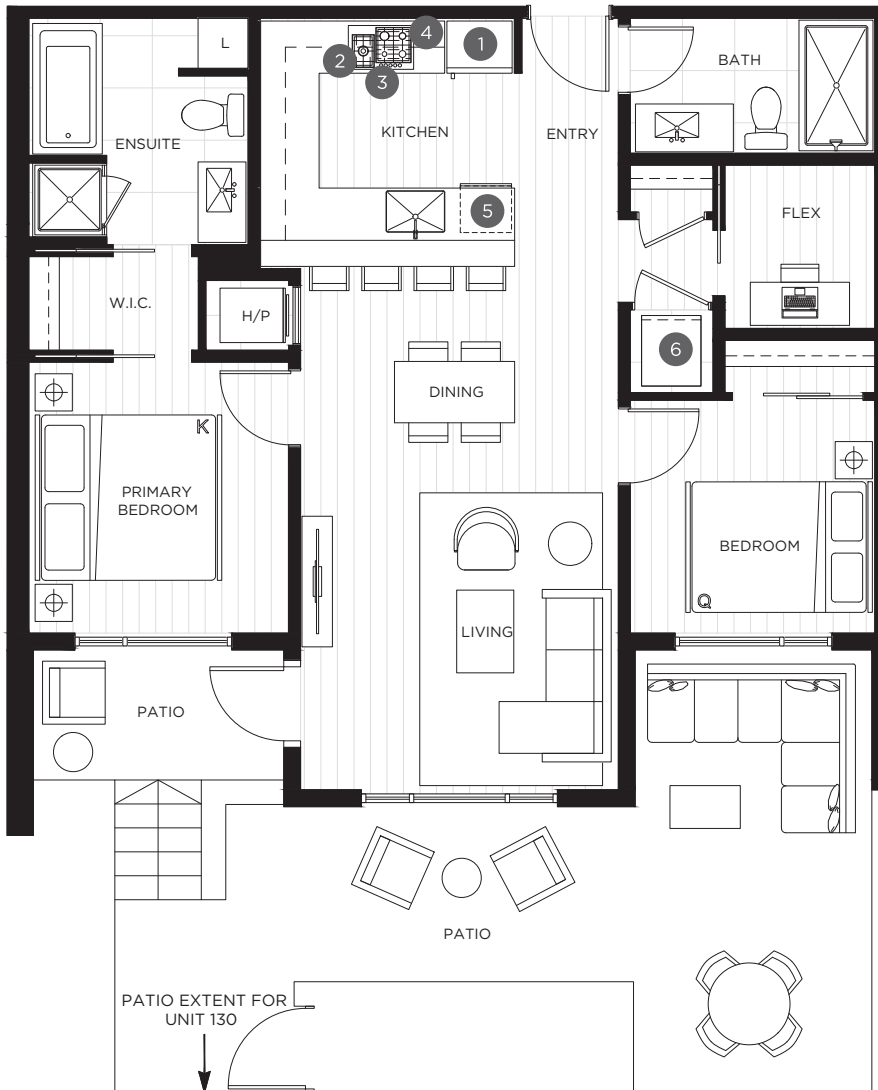 L
4
1
2
3
BATH
KITCHEN
ENTRY
ENSUITE
5
FLEX
W.I.C.
H/P
6
DINING
K
PRIMARY
BEDROOM
BEDROOM
Q
LIVING
PATIO
PATIO
PATIO EXTENT FOR
UNIT 130